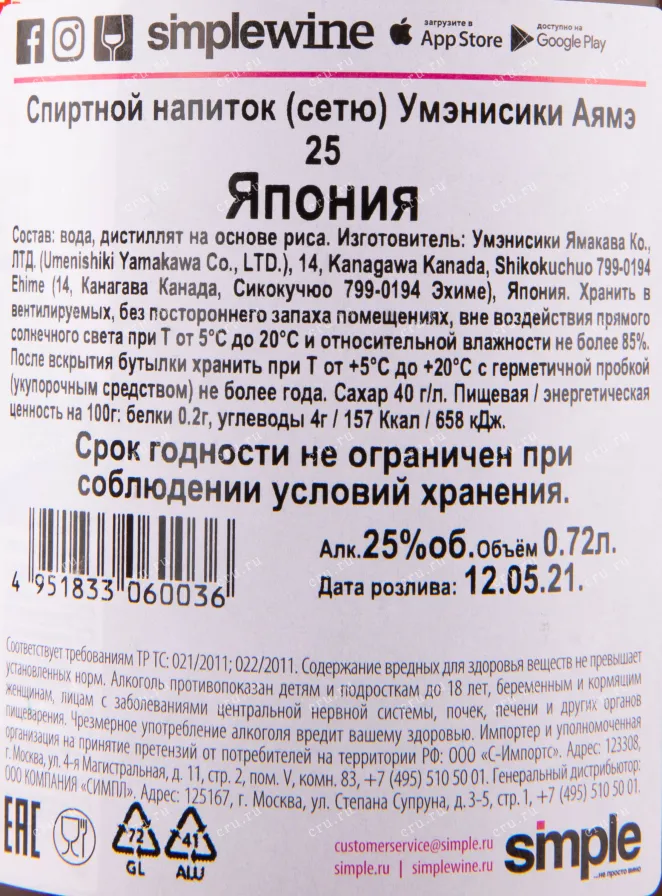 simplewine загрузите в App Store доступно на Google Play
Спиртной напиток (сетю) Умэнисики Аямэ
25
Япония
Состав: вода, дистиллят на основе риса. Изготовитель: Умэнисики Ямакава Ко.,
ЛТД. (Umenishiki Yamakawa Co., LTD.), 14, Kanagawa Kanada, Shikokuchuo 799-0194
Ehime (14, Канагава Канада, Сикокучюо 799-0194 Эхиме), Япония. Хранить в
вентилируемых, без постороннего запаха помещениях, вне воздействия прямого
солнечного света при Т от 5°С до 20°С и относительной влажности не более 85%.
После вскрытия бутылки хранить при Т от +5°С до +20°С с герметичной пробкой
(укупорочным средством) не более года. Сахар 40 г/л. Пищевая / энергетическая
ценность на 100г: белки 0.2г, углеводы 4г / 157 Ккал / 658 кДж.
Срок годности не ограничен при
соблюдении условий хранения.
Алк.25%об.Объём 0.72л.
Дата розлива: 12.05.21.
4 951833 060036
Соответствует требованиям ТР ТС: 021/2011; 022/2011. Содержание вредных для здоровья веществ не превышает
установленных норм. Алкоголь противопоказан детям и подросткам до 18 лет, беременным и кормящим
женщинам, лицам с заболеваниями центральной нервной системы, почек, печени и других органов
пищеварения. Чрезмерное употребление алкоголя вредит вашему здоровью. Импортер и уполномоченная
организация на принятие претензий от потребителей на территории РФ: ООО «С-Импортс». Адрес: 123308,
г. Москва, ул. 4-я Магистральная, д. 11, стр. 2, пом. V, комн. 83, +7 (495) 510 50 01. Генеральный дистрибьютор:
ООО КОМПАНИЯ «СИМПЛ». Адрес: 125167, г. Москва, ул. Степана Супруна, д. 3-5, стр. 1, +7 (495) 510 50 01.
EAC 72 GL 41 ALU
customerservice@simple.ru
simple.ru | simplewine.ru
simple
...не просто вино
cru.ru